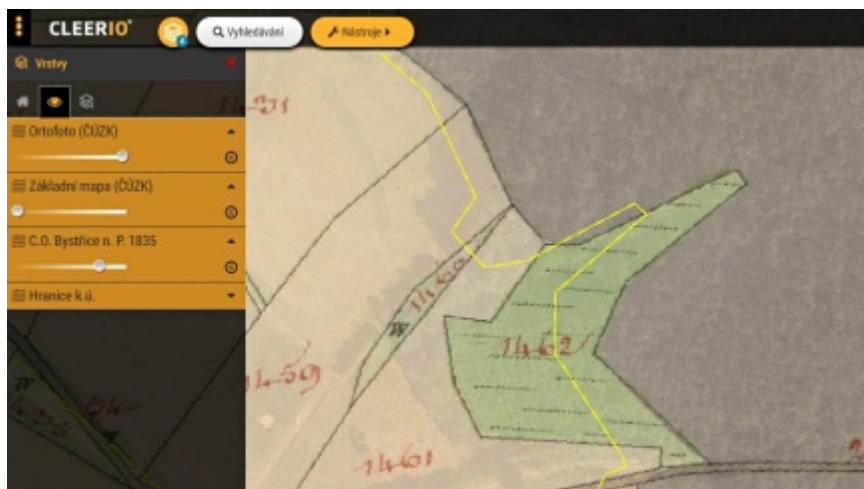 CLEERIO
Vyhledávání
Nástroje
Vrstvy
Ortofoto (ČÚZK)
Základní mapa (ČÚZK)
C.O. Bystřice n. P. 1835
Hranice k.ú.
1460
W
1462
1459
1461
W